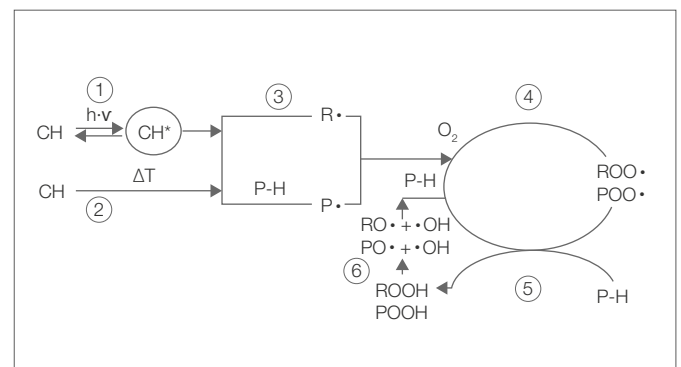 ① ③ ④
h·ν
CH CH* R•
O₂
ΔT
CH P-H P•
②
P-H
ROO•
POO•
RO• + •OH
PO• + •OH
⑥
ROOH
POOH
⑤
P-H